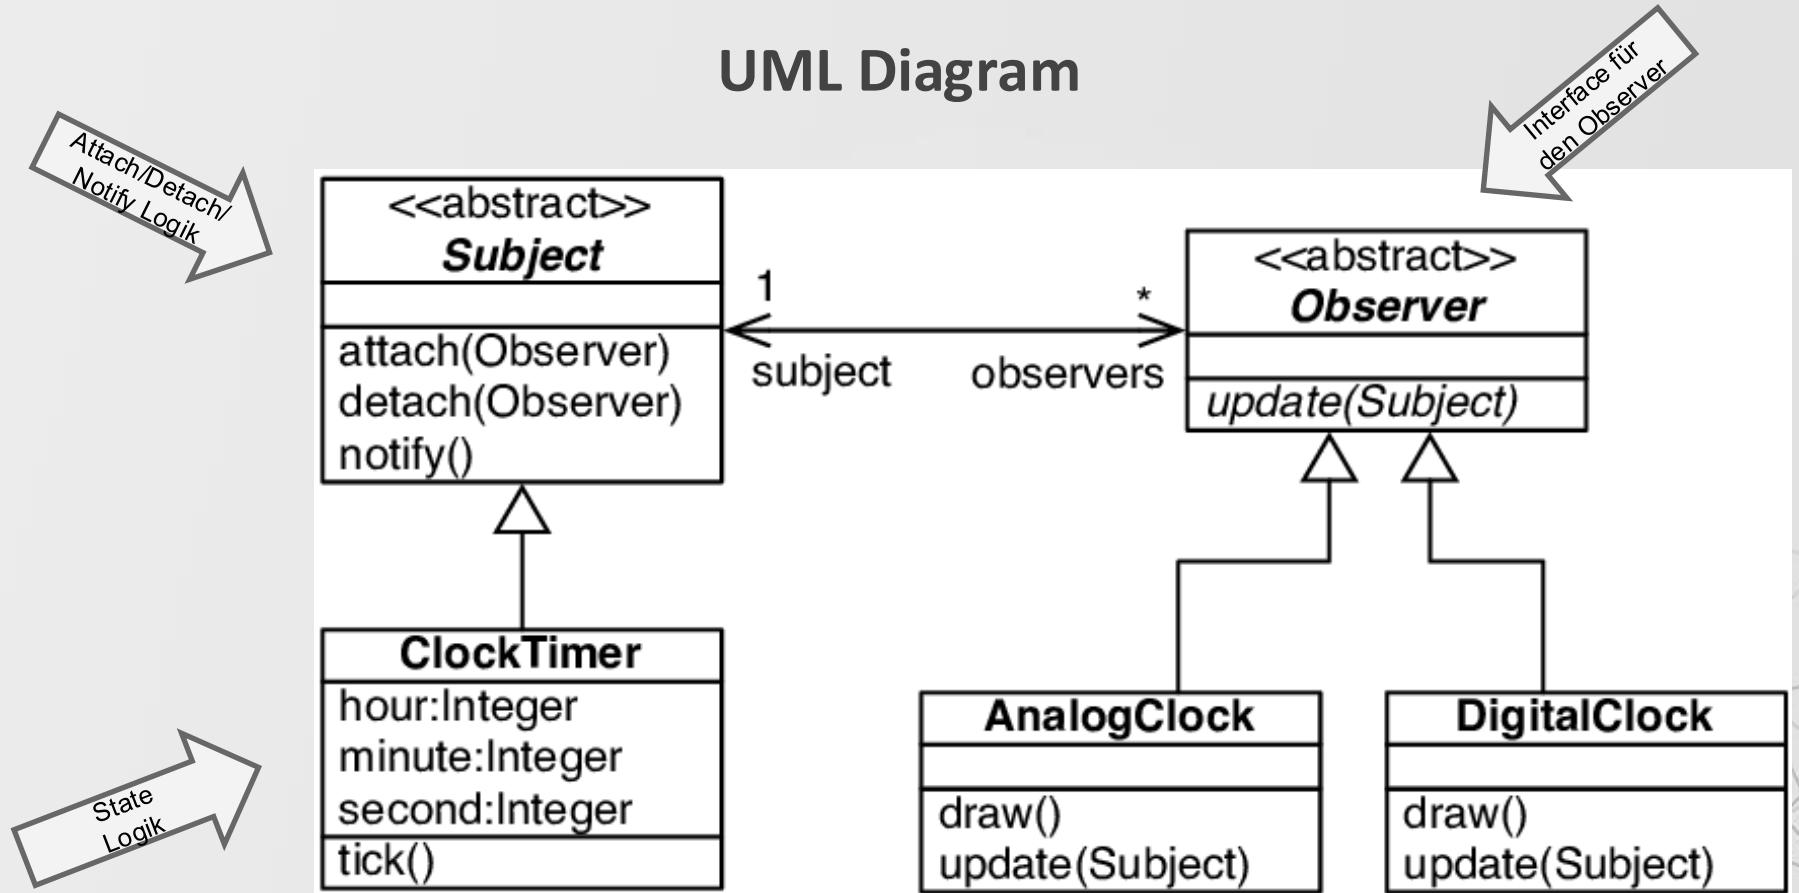 UML Diagram
Attach/Detach/
Notify Logik
Interface für
den Observer
<<abstract>>
Subject
attach(Observer)
detach(Observer)
notify()
1
*
subject
observers
<<abstract>>
Observer
update(Subject)
State
Logik
ClockTimer
hour:Integer
minute:Integer
second:Integer
tick()
AnalogClock
draw()
update(Subject)
DigitalClock
draw()
update(Subject)